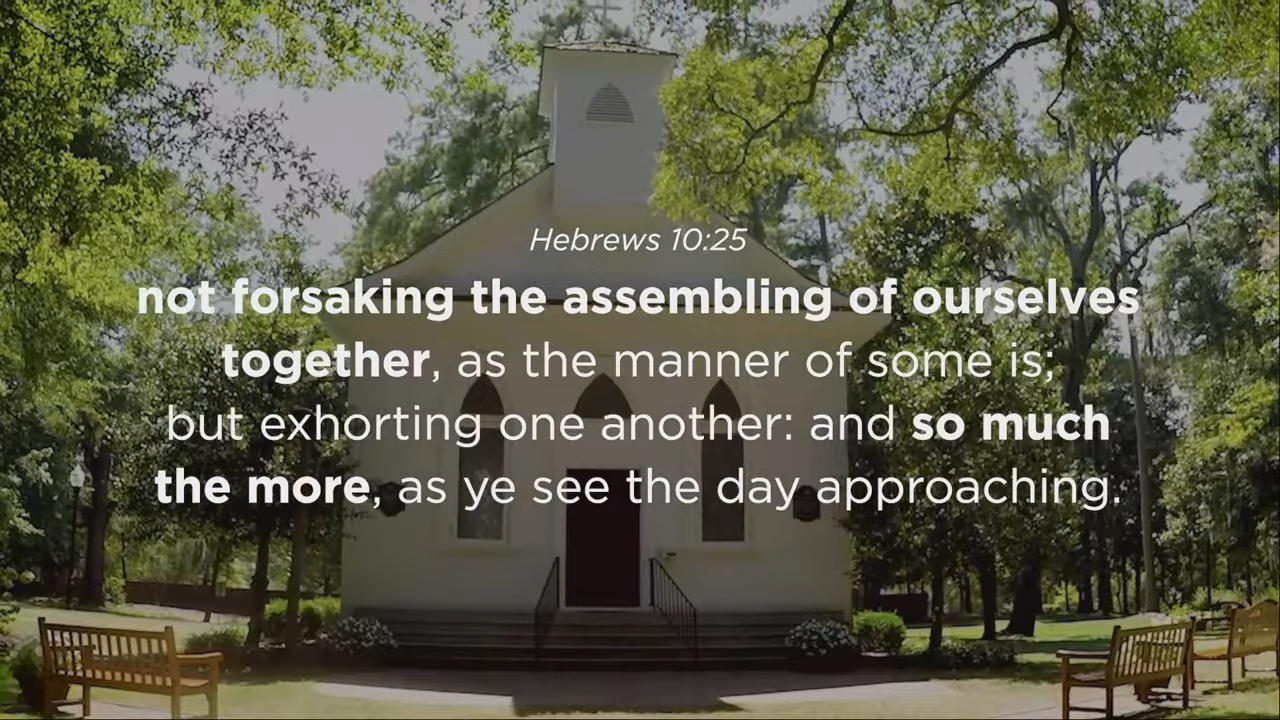 Hebrews 10:25
not forsaking the assembling of ourselves
together, as the manner of some is;
but exhorting one another: and so much
the more, as ye see the day approaching.